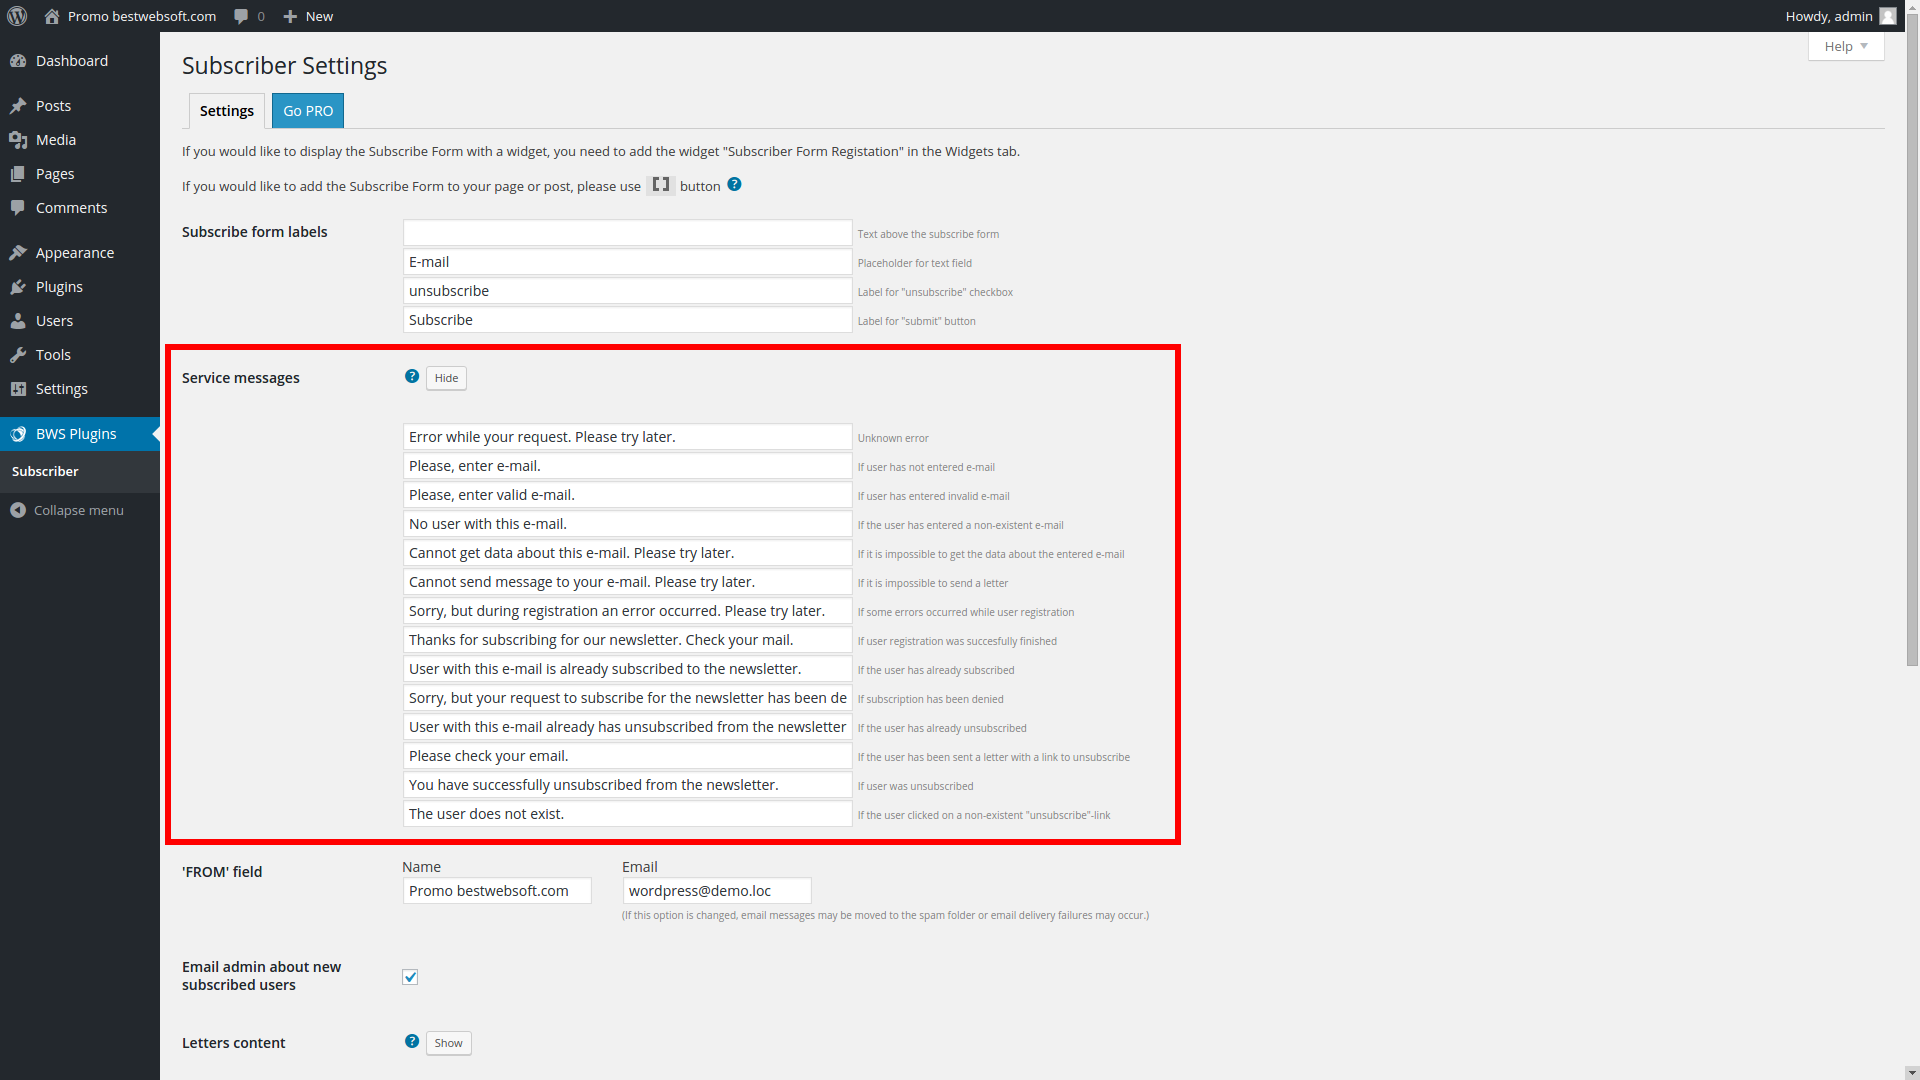 Promo bestwebsoft.com 0 New Howdy, admin
Help
Dashboard
Posts
Media
Pages
Comments
Appearance
Plugins
Users
Tools
Settings
BWS Plugins
Subscriber
Collapse menu
Subscriber Settings
Settings Go PRO
If you would like to display the Subscribe Form with a widget, you need to add the widget "Subscriber Form Registation" in the Widgets tab.
If you would like to add the Subscribe Form to your page or post, please use [] button ?
Subscribe form labels
Text above the subscribe form
E-mail Placeholder for text field
unsubscribe Label for "unsubscribe" checkbox
Subscribe Label for "submit" button
Service messages ? Hide
Error while your request. Please try later. Unknown error
Please, enter e-mail. If user has not entered e-mail
Please, enter valid e-mail. If user has entered invalid e-mail
No user with this e-mail. If the user has entered a non-existent e-mail
Cannot get data about this e-mail. Please try later. If it is impossible to get the data about the entered e-mail
Cannot send message to your e-mail. Please try later. If it is impossible to send a letter
Sorry, but during registration an error occurred. Please try later. If some errors occurred while user registration
Thanks for subscribing for our newsletter. Check your mail. If user registration was succesfully finished
User with this e-mail is already subscribed to the newsletter. If the user has already subscribed
Sorry, but your request to subscribe for the newsletter has been de If subscription has been denied
User with this e-mail already has unsubscribed from the newsletter If the user has already unsubscribed
Please check your email. If the user has been sent a letter with a link to unsubscribe
You have successfully unsubscribed from the newsletter. If user was unsubscribed
The user does not exist. If the user clicked on a non-existent "unsubscribe"-link
'FROM' field
Name Email
Promo bestwebsoft.com wordpress@demo.loc
(If this option is changed, email messages may be moved to the spam folder or email delivery failures may occur.)
Email admin about new
subscribed users
Letters content ? Show